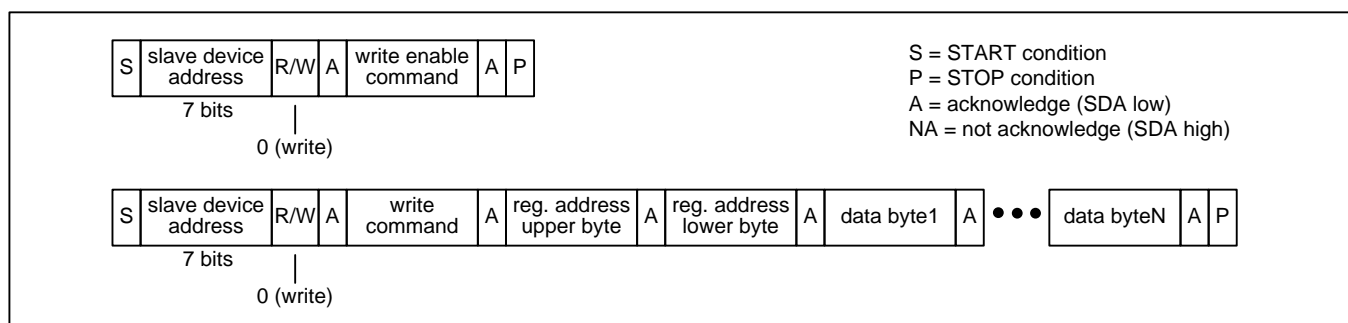 S slave device address R/W A write enable command A P
7 bits
0 (write)
S = START condition
P = STOP condition
A = acknowledge (SDA low)
NA = not acknowledge (SDA high)
S slave device address R/W A write command A reg. address upper byte A reg. address lower byte A data byte1 A ••• data byteN A P
7 bits
0 (write)